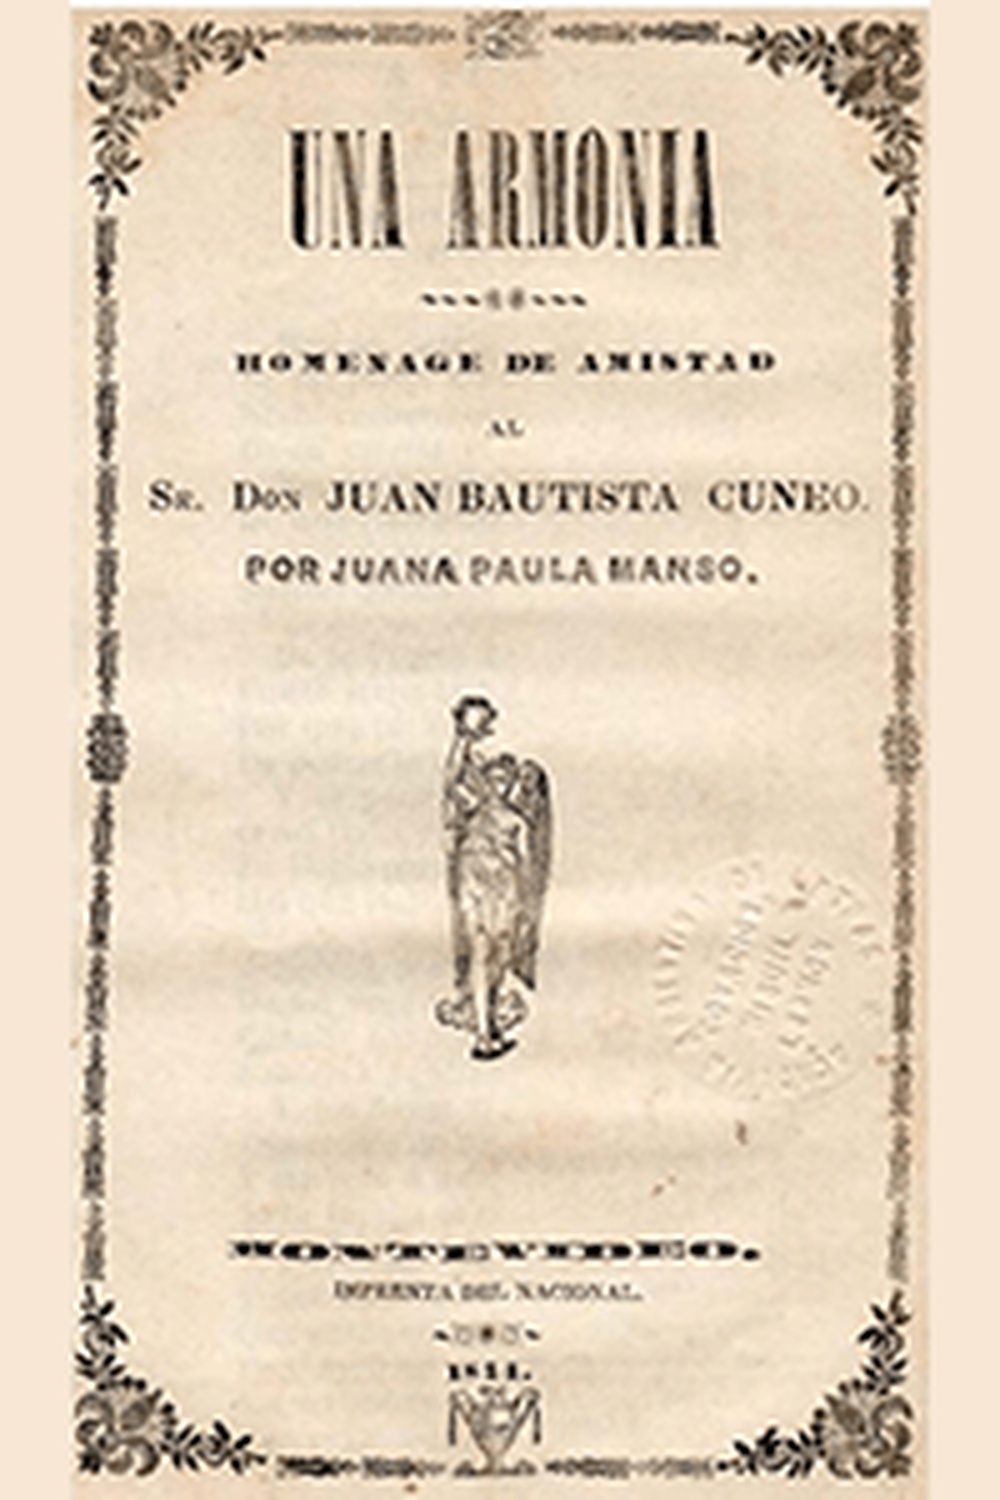 UNA ARMONIA
HOMENAGE DE AMISTAD
AL
SR. DON JUAN BAUTISTA CUNEO.
POR JUANA PAULA MANSO.
MONTEVIDEO.
IMPRENTA DEL NACIONAL.